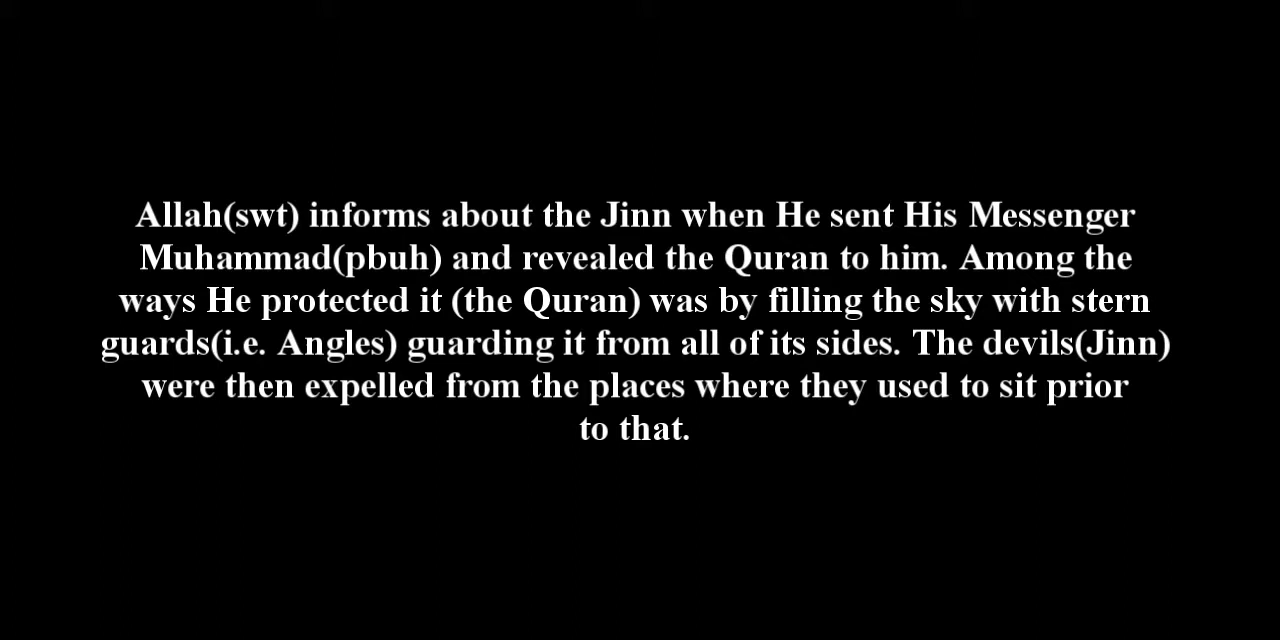 Allah(swt) informs about the Jinn when He sent His Messenger
Muhammad(pbuh) and revealed the Quran to him. Among the
ways He protected it (the Quran) was by filling the sky with stern
guards(i.e. Angles) guarding it from all of its sides. The devils(Jinn)
were then expelled from the places where they used to sit prior
to that.